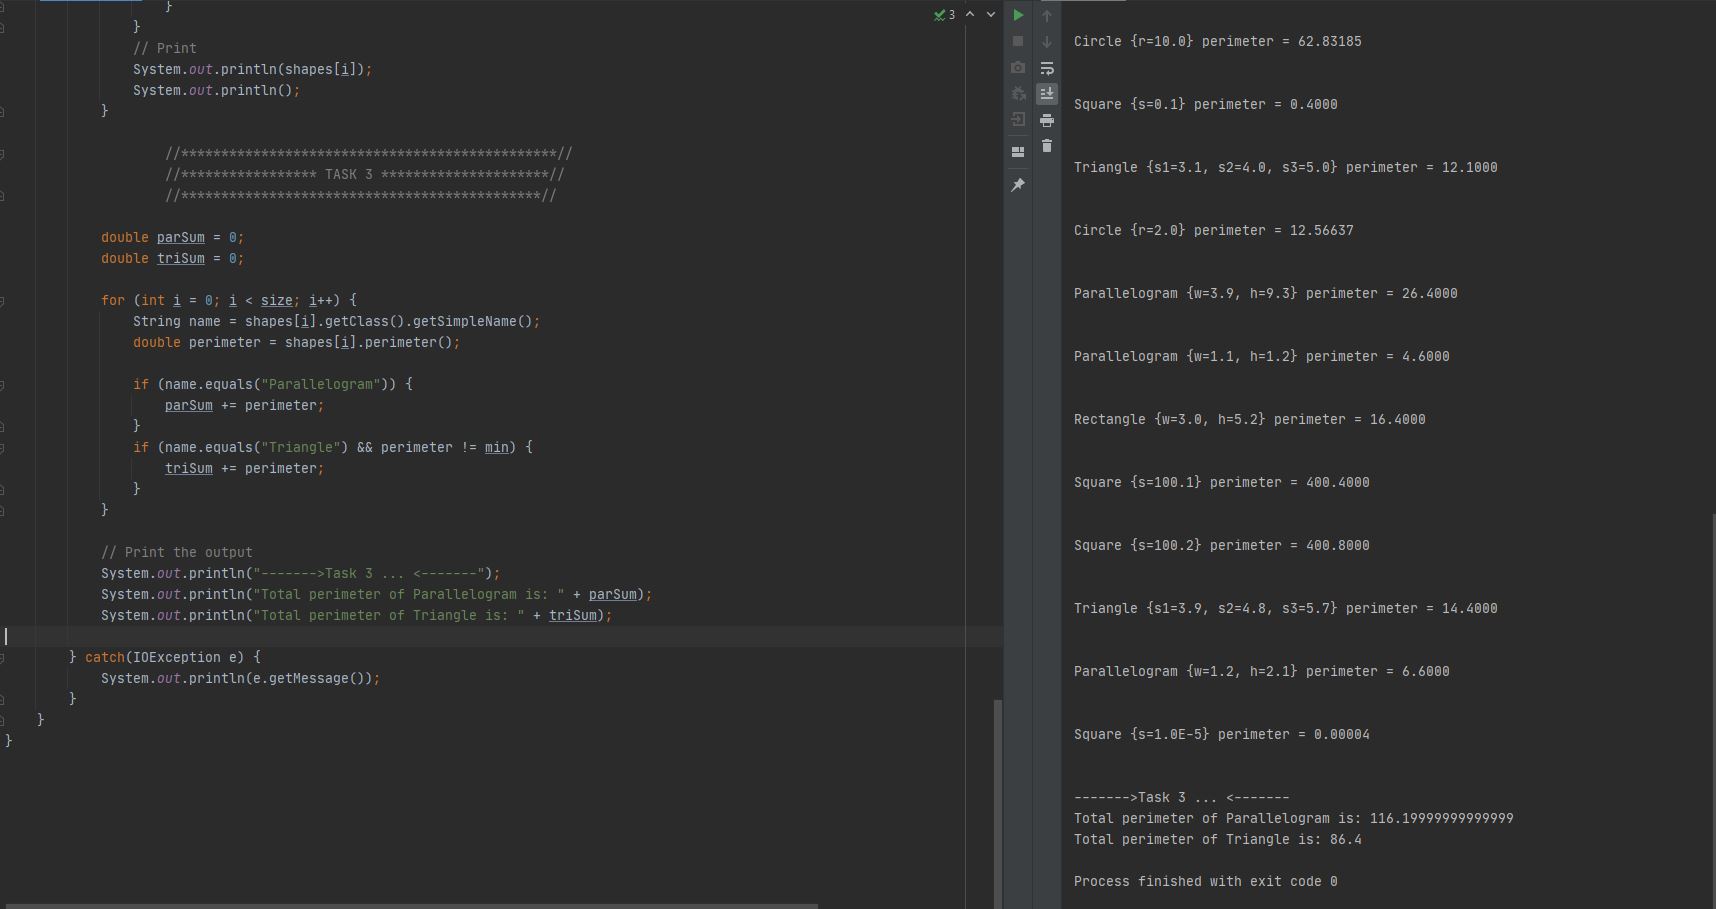 }
}
// Print
System.out.println(shapes[i]);
System.out.println();
}
//***********************************************//
//***************** TASK 3 *********************//
//*********************************************//
double parSum = 0;
double triSum = 0;
for (int i = 0; i < size; i++) {
String name = shapes[i].getClass().getSimpleName();
double perimeter = shapes[i].perimeter();
if (name.equals("Parallelogram")) {
parSum += perimeter;
}
if (name.equals("Triangle") && perimeter != min) {
triSum += perimeter;
}
}
// Print the output
System.out.println("------->Task 3 ... <-------");
System.out.println("Total perimeter of Parallelogram is: " + parSum);
System.out.println("Total perimeter of Triangle is: " + triSum);
} catch(IOException e) {
System.out.println(e.getMessage());
}
}
}
3
Circle {r=10.0} perimeter = 62.83185
Square {s=0.1} perimeter = 0.4000
Triangle {s1=3.1, s2=4.0, s3=5.0} perimeter = 12.1000
Circle {r=2.0} perimeter = 12.56637
Parallelogram {w=3.9, h=9.3} perimeter = 26.4000
Parallelogram {w=1.1, h=1.2} perimeter = 4.6000
Rectangle {w=3.0, h=5.2} perimeter = 16.4000
Square {s=100.1} perimeter = 400.4000
Square {s=100.2} perimeter = 400.8000
Triangle {s1=3.9, s2=4.8, s3=5.7} perimeter = 14.4000
Parallelogram {w=1.2, h=2.1} perimeter = 6.6000
Square {s=1.0E-5} perimeter = 0.00004
------->Task 3 ... <-------
Total perimeter of Parallelogram is: 116.19999999999999
Total perimeter of Triangle is: 86.4
Process finished with exit code 0